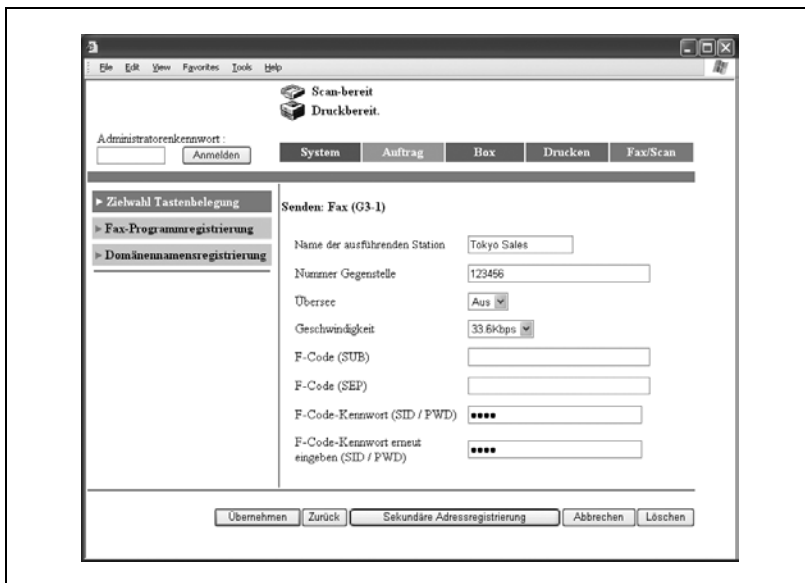 File Edit View Favorites Tools Help
Scan-bereit
Druckbereit.
Administratorenkennwort :
Anmelden
System Auftrag Box Drucken Fax/Scan
Zielwahl Tastenbelegung
Fax-Programmregistrierung
Domänennamensregistrierung
Senden: Fax (G3-1)
Name der ausführenden Station Tokyo Sales
Nummer Gegenstelle 123456
Übersee Aus
Geschwindigkeit 33.6Kbps
F-Code (SUB)
F-Code (SEP)
F-Code-Kennwort (SID / PWD) ●●●●
F-Code-Kennwort erneut
eingeben (SID / PWD) ●●●●
Übernehmen Zurück Sekundäre Adressregistrierung Abbrechen Löschen